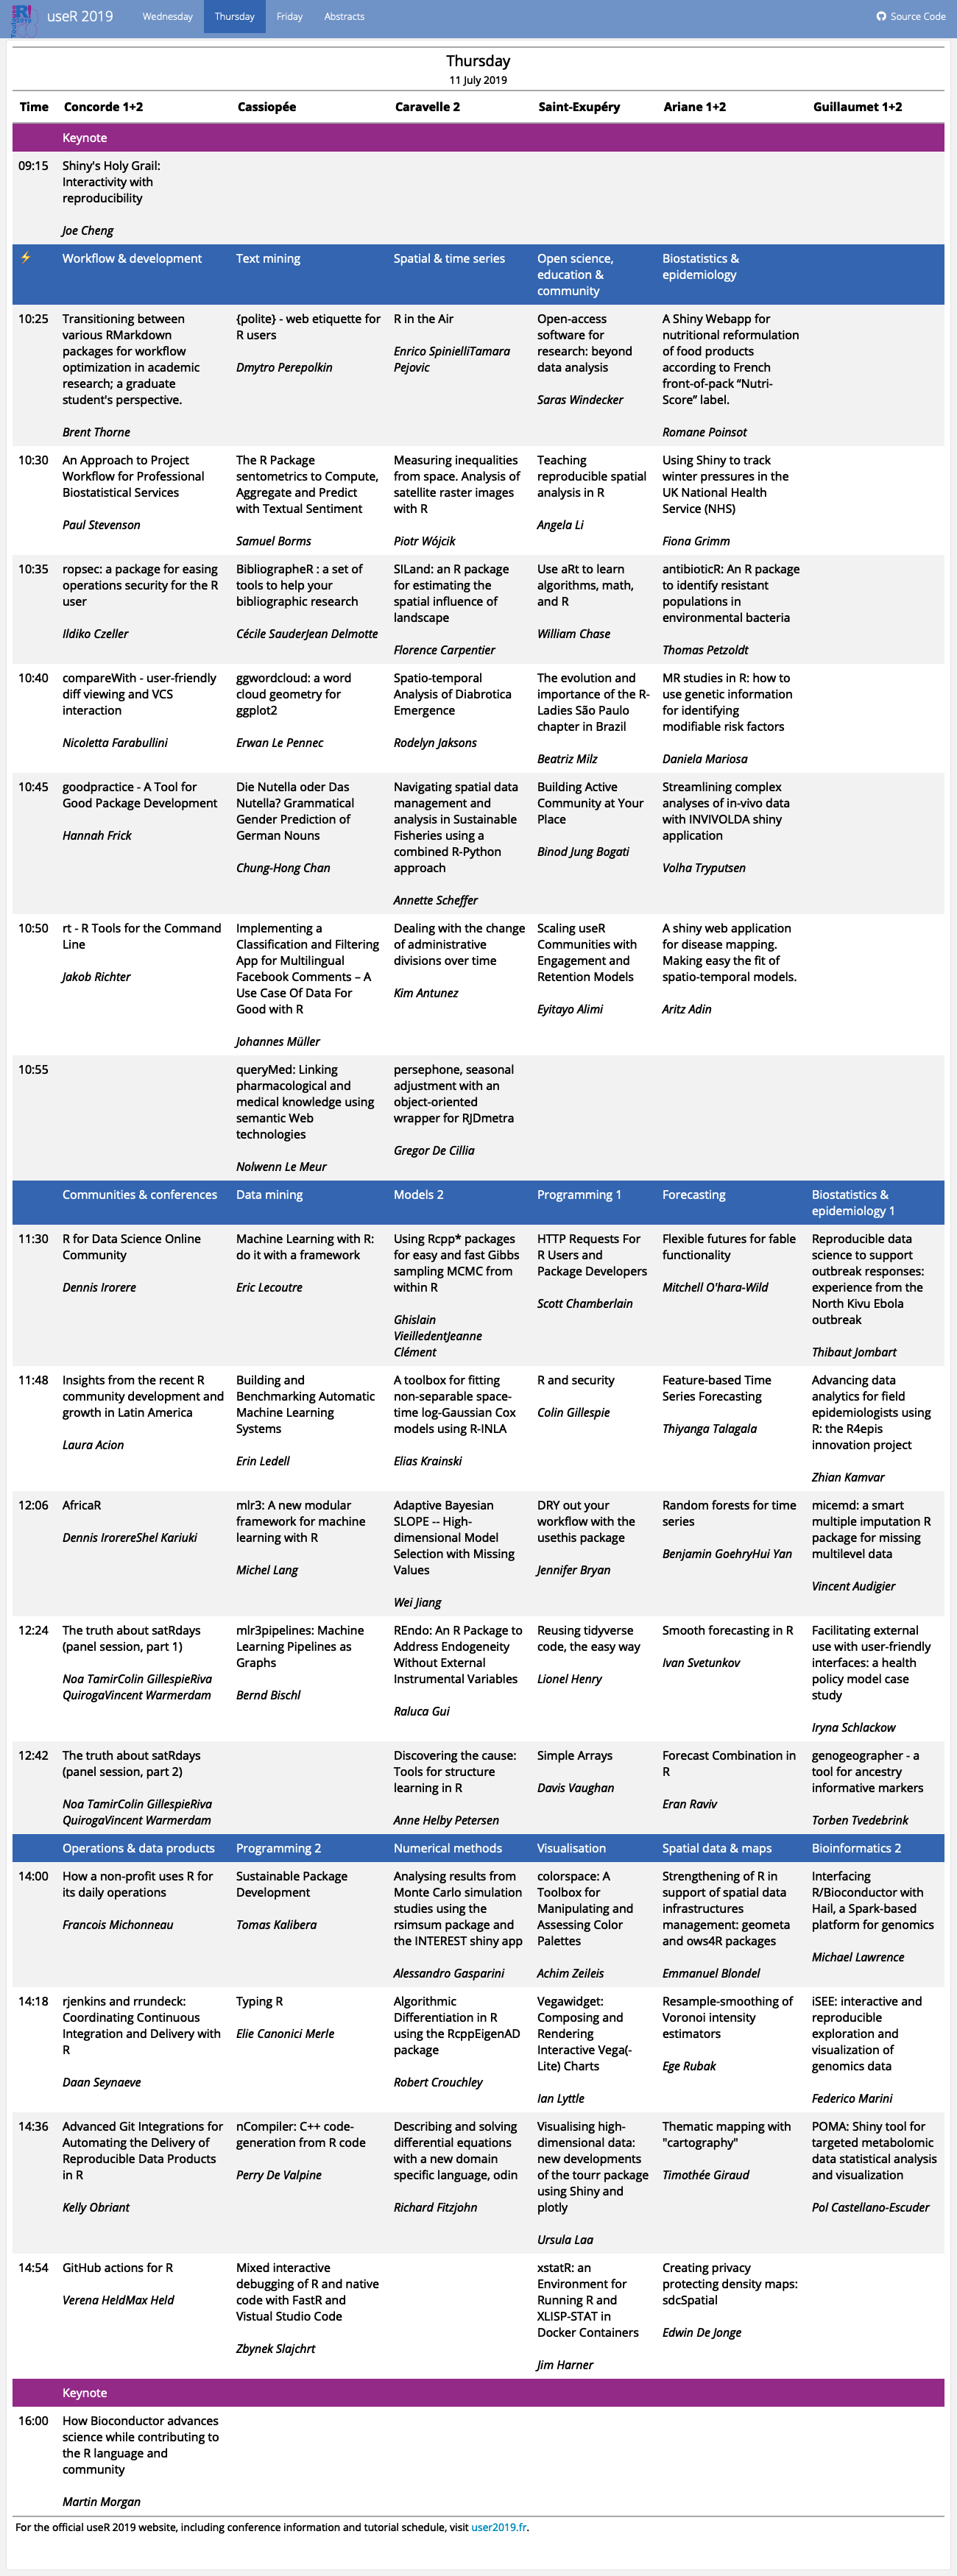 useR 2019
Wednesday
Thursday
Friday
Abstracts
Source Code
Thursday
11 July 2019
Time
Concorde 1+2
Cassiopée
Caravelle 2
Saint-Exupéry
Ariane 1+2
Guillaumet 1+2
Keynote
09:15
Shiny's Holy Grail:
Interactivity with
reproducibility
Joe Cheng
⚡
Workflow & development
Text mining
Spatial & time series
Open science,
education &
community
Biostatistics &
epidemiology
10:25
Transitioning between
various RMarkdown
packages for workflow
optimization in academic
research; a graduate
student's perspective.
Brent Thorne
{polite} - web etiquette for
R users
Dmytro Perepolkin
R in the Air
Enrico SpinielliTamara
Pejovic
Open-access
software for
research: beyond
data analysis
Saras Windecker
A Shiny Webapp for
nutritional reformulation
of food products
according to French
front-of-pack “Nutri-
Score” label.
Romane Poinsot
10:30
An Approach to Project
Workflow for Professional
Biostatistical Services
Paul Stevenson
The R Package
sentometrics to Compute,
Aggregate and Predict
with Textual Sentiment
Samuel Borms
Measuring inequalities
from space. Analysis of
satellite raster images
with R
Piotr Wójcik
Teaching
reproducible spatial
analysis in R
Angela Li
Using Shiny to track
winter pressures in the
UK National Health
Service (NHS)
Fiona Grimm
10:35
ropsec: a package for easing
operations security for the R
user
Ildiko Czeller
BibliographeR : a set of
tools to help your
bibliographic research
Cécile SauderJean Delmotte
SILand: an R package
for estimating the
spatial influence of
landscape
Florence Carpentier
Use aRt to learn
algorithms, math,
and R
William Chase
antibioticR: An R package
to identify resistant
populations in
environmental bacteria
Thomas Petzoldt
10:40
compareWith - user-friendly
diff viewing and VCS
interaction
Nicoletta Farabullini
ggwordcloud: a word
cloud geometry for
ggplot2
Erwan Le Pennec
Spatio-temporal
Analysis of Diabrotica
Emergence
Rodelyn Jaksons
The evolution and
importance of the R-
Ladies São Paulo
chapter in Brazil
Beatriz Milz
MR studies in R: how to
use genetic information
for identifying
modifiable risk factors
Daniela Mariosa
10:45
goodpractice - A Tool for
Good Package Development
Hannah Frick
Die Nutella oder Das
Nutella? Grammatical
Gender Prediction of
German Nouns
Chung-Hong Chan
Navigating spatial data
management and
analysis in Sustainable
Fisheries using a
combined R-Python
approach
Annette Scheffer
Building Active
Community at Your
Place
Binod Jung Bogati
Streamlining complex
analyses of in-vivo data
with INVIVOLDA shiny
application
Volha Tryputsen
10:50
rt - R Tools for the Command
Line
Jakob Richter
Implementing a
Classification and Filtering
App for Multilingual
Facebook Comments – A
Use Case Of Data For
Good with R
Johannes Müller
Dealing with the change
of administrative
divisions over time
Kim Antunez
Scaling useR
Communities with
Engagement and
Retention Models
Eyitayo Alimi
A shiny web application
for disease mapping.
Making easy the fit of
spatio-temporal models.
Aritz Adin
10:55
queryMed: Linking
pharmacological and
medical knowledge using
semantic Web
technologies
Nolwenn Le Meur
persephone, seasonal
adjustment with an
object-oriented
wrapper for RJDmetra
Gregor De Cillia
Communities & conferences
Data mining
Models 2
Programming 1
Forecasting
Biostatistics &
epidemiology 1
11:30
R for Data Science Online
Community
Dennis Irorere
Machine Learning with R:
do it with a framework
Eric Lecoutre
Using Rcpp* packages
for easy and fast Gibbs
sampling MCMC from
within R
Ghislain
VieilledentJeanne
Clément
HTTP Requests For
R Users and
Package Developers
Scott Chamberlain
Flexible futures for fable
functionality
Mitchell O'hara-Wild
Reproducible data
science to support
outbreak responses:
experience from the
North Kivu Ebola
outbreak
Thibaut Jombart
11:48
Insights from the recent R
community development and
growth in Latin America
Laura Acion
Building and
Benchmarking Automatic
Machine Learning
Systems
Erin Ledell
A toolbox for fitting
non-separable space-
time log-Gaussian Cox
models using R-INLA
Elias Krainski
R and security
Colin Gillespie
Feature-based Time
Series Forecasting
Thiyanga Talagala
Advancing data
analytics for field
epidemiologists using
R: the R4epis
innovation project
Zhian Kamvar
12:06
AfricaR
Dennis IrorereShel Kariuki
mlr3: A new modular
framework for machine
learning with R
Michel Lang
Adaptive Bayesian
SLOPE -- High-
dimensional Model
Selection with Missing
Values
Wei Jiang
DRY out your
workflow with the
usethis package
Jennifer Bryan
Random forests for time
series
Benjamin GoehryHui Yan
micemd: a smart
multiple imputation R
package for missing
multilevel data
Vincent Audigier
12:24
The truth about satRdays
(panel session, part 1)
Noa TamirColin GillespieRiva
QuirogaVincent Warmerdam
mlr3pipelines: Machine
Learning Pipelines as
Graphs
Bernd Bischl
REndo: An R Package to
Address Endogeneity
Without External
Instrumental Variables
Raluca Gui
Reusing tidyverse
code, the easy way
Lionel Henry
Smooth forecasting in R
Ivan Svetunkov
Facilitating external
use with user-friendly
interfaces: a health
policy model case
study
Iryna Schlackow
12:42
The truth about satRdays
(panel session, part 2)
Noa TamirColin GillespieRiva
QuirogaVincent Warmerdam
Discovering the cause:
Tools for structure
learning in R
Anne Helby Petersen
Simple Arrays
Davis Vaughan
Forecast Combination in
R
Eran Raviv
genogeographer - a
tool for ancestry
informative markers
Torben Tvedebrink
Operations & data products
Programming 2
Numerical methods
Visualisation
Spatial data & maps
Bioinformatics 2
14:00
How a non-profit uses R for
its daily operations
Francois Michonneau
Sustainable Package
Development
Tomas Kalibera
Analysing results from
Monte Carlo simulation
studies using the
rsimsum package and
the INTEREST shiny app
Alessandro Gasparini
colorspace: A
Toolbox for
Manipulating and
Assessing Color
Palettes
Achim Zeileis
Strengthening of R in
support of spatial data
infrastructures
management: geometa
and ows4R packages
Emmanuel Blondel
Interfacing
R/Bioconductor with
Hail, a Spark-based
platform for genomics
Michael Lawrence
14:18
rjenkins and rrundeck:
Coordinating Continuous
Integration and Delivery with
R
Daan Seynaeve
Typing R
Elie Canonici Merle
Algorithmic
Differentiation in R
using the RcppEigenAD
package
Robert Crouchley
Vegawidget:
Composing and
Rendering
Interactive Vega(-
Lite) Charts
Ian Lyttle
Resample-smoothing of
Voronoi intensity
estimators
Ege Rubak
iSEE: interactive and
reproducible
exploration and
visualization of
genomics data
Federico Marini
14:36
Advanced Git Integrations for
Automating the Delivery of
Reproducible Data Products
in R
Kelly Obriant
nCompiler: C++ code-
generation from R code
Perry De Valpine
Describing and solving
differential equations
with a new domain
specific language, odin
Richard Fitzjohn
Visualising high-
dimensional data:
new developments
of the tourr package
using Shiny and
plotly
Ursula Laa
Thematic mapping with
"cartography"
Timothée Giraud
POMA: Shiny tool for
targeted metabolomic
data statistical analysis
and visualization
Pol Castellano-Escuder
14:54
GitHub actions for R
Verena HeldMax Held
Mixed interactive
debugging of R and native
code with FastR and
Vistual Studio Code
Zbynek Slajchrt
xstatR: an
Environment for
Running R and
XLISP-STAT in
Docker Containers
Jim Harner
Creating privacy
protecting density maps:
sdcSpatial
Edwin De Jonge
Keynote
16:00
How Bioconductor advances
science while contributing to
the R language and
community
Martin Morgan
For the official useR 2019 website, including conference information and tutorial schedule, visit user2019.fr.